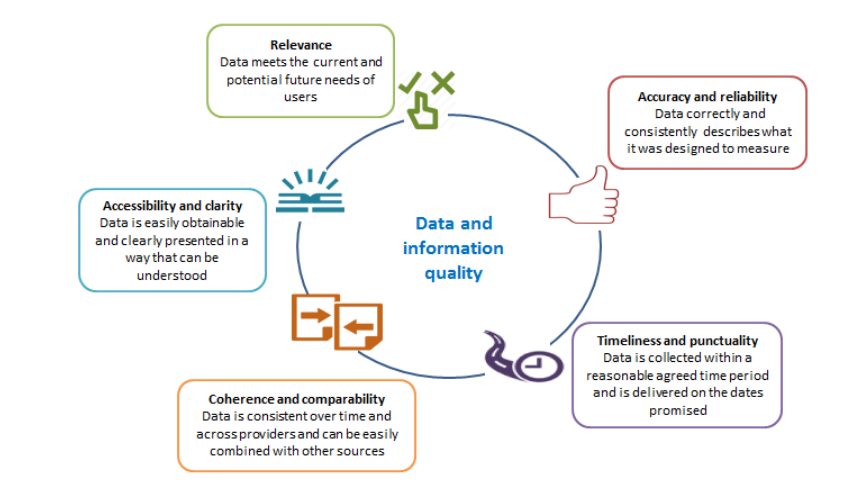 Relevance
Data meets the current and
potential future needs of
users
Accuracy and reliability
Data correctly and
consistently describes what
it was designed to measure
Accessibility and clarity
Data is easily obtainable
and clearly presented in a
way that can be
understood
Data and
information
quality
Timeliness and punctuality
Data is collected within a
reasonable agreed time period
and is delivered on the dates
promised
Coherence and comparability
Data is consistent over time and
across providers and can be easily
combined with other sources